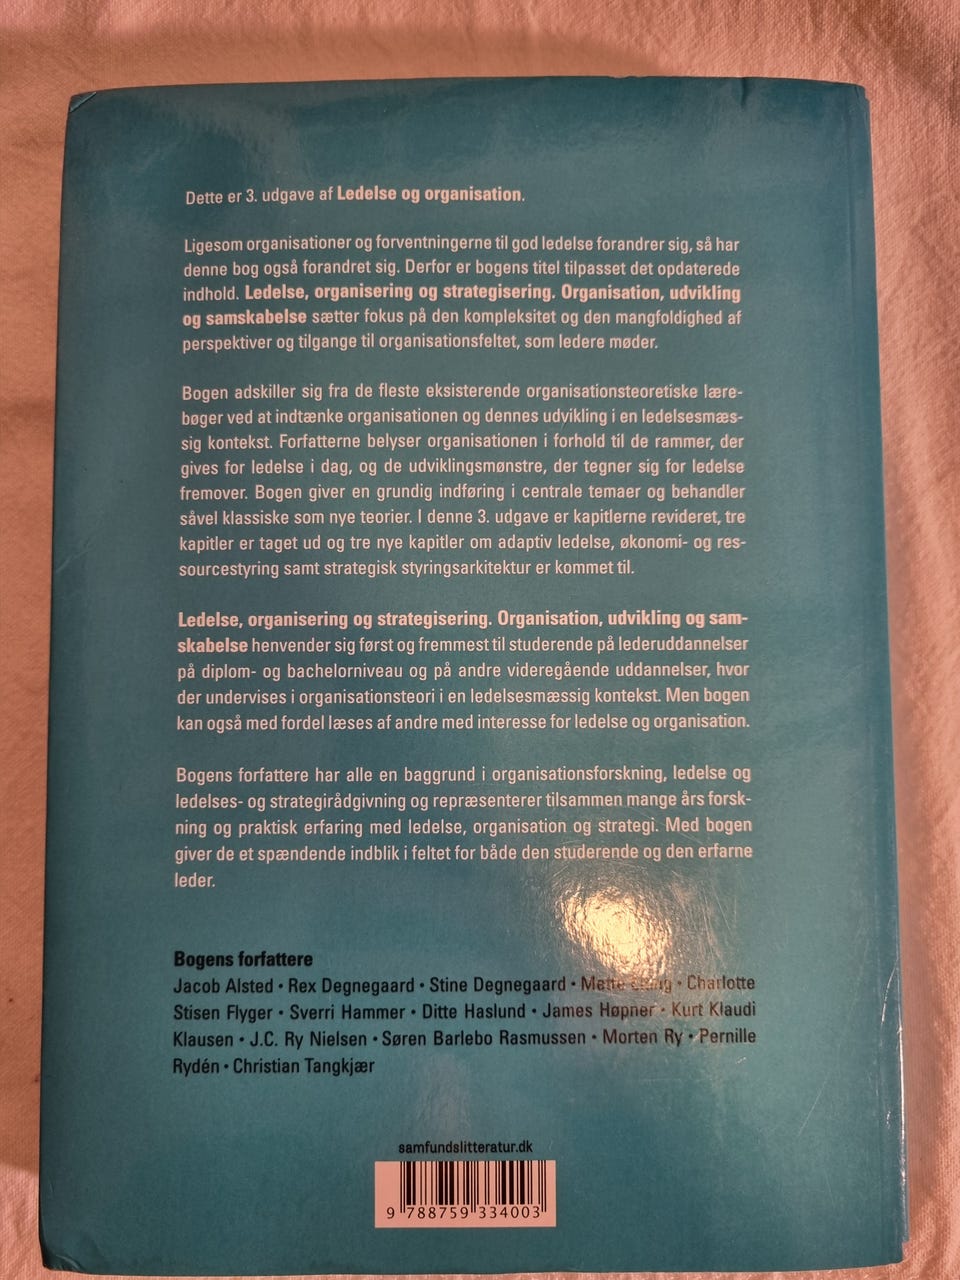 Dette er 3. udgave af Ledelse og organisation.
Ligesom organisationer og forventningerne til god ledelse forandrer sig, så har
denne bog også forandret sig. Derfor er bogens titel tilpasset det opdaterede
indhold. Ledelse, organisering og strategisering. Organisation, udvikling
og samskabelse sætter fokus på den kompleksitet og den mangfoldighed af
perspektiver og tilgange til organisationsfeltet, som ledere møder.
Bogen adskiller sig fra de fleste eksisterende organisationsteoretiske lære-
bøger ved at indtænke organisationen og dennes udvikling i en ledelsesmæs-
sig kontekst. Forfatterne belyser organisationen i forhold til de rammer, der
gives for ledelse i dag, og de udviklingsmønstre, der tegner sig for ledelse
fremover. Bogen giver en grundig indføring i centrale temaer og behandler
såvel klassiske som nye teorier. I denne 3. udgave er kapitlerne revideret, tre
kapitler er taget ud og tre nye kapitler om adaptiv ledelse, økonomi- og res-
sourcestyring samt strategisk styringsarkitektur er kommet til.
Ledelse, organisering og strategisering. Organisation, udvikling og sam-
skabelse henvender sig først og fremmest til studerende på lederuddannelser
på diplom- og bachelorniveau og på andre videregående uddannelser, hvor
der undervises i organisationsteori i en ledelsesmæssig kontekst. Men bogen
kan også med fordel læses af andre med interesse for ledelse og organisation.
Bogens forfattere har alle en baggrund i organisationsforskning, ledelse og
ledelses- og strategirådgivning og repræsenterer tilsammen mange års forsk-
ning og praktisk erfaring med ledelse, organisation og strategi. Med bogen
giver de et spændende indblik i feltet for både den studerende og den erfarne
leder.
Bogens forfattere
Jacob Alsted • Rex Degnegaard • Stine Degnegaard • Mette • Charlotte
Stisen Flyger • Sverri Hammer • Ditte Haslund • James Høpner • Kurt Klaudi
Klausen • J.C. Ry Nielsen • Søren Barlebo Rasmussen • Morten Ry • Pernille
Rydén • Christian Tangkjær
samfundslitteratur.dk
9 788759 334003